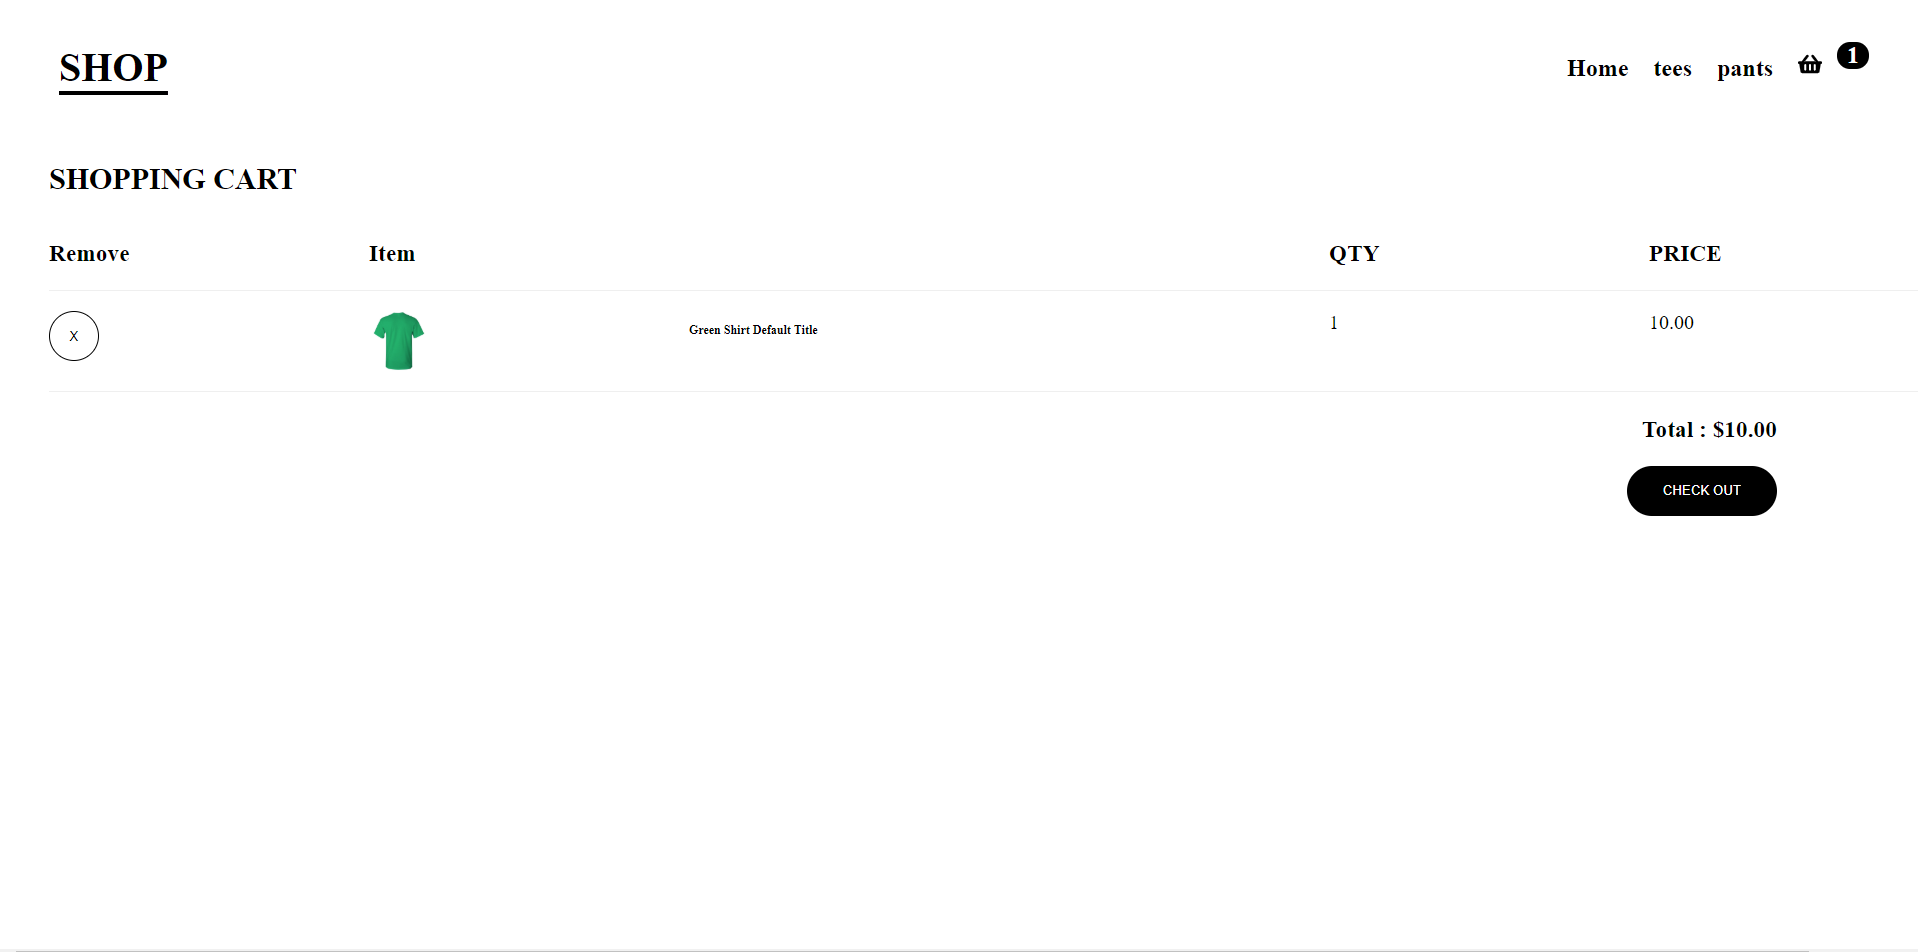 SHOP
Home tees pants 1
SHOPPING CART
Remove Item QTY PRICE
X Green Shirt Default Title 1 10.00
Total : $10.00
CHECK OUT